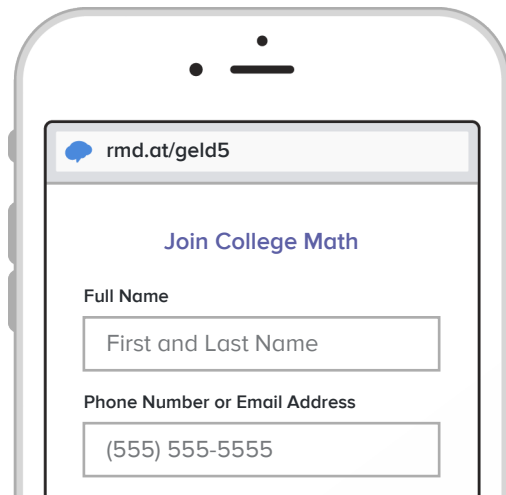 rmd.at/geld5
Join College Math
Full Name
First and Last Name
Phone Number or Email Address
(555) 555-5555